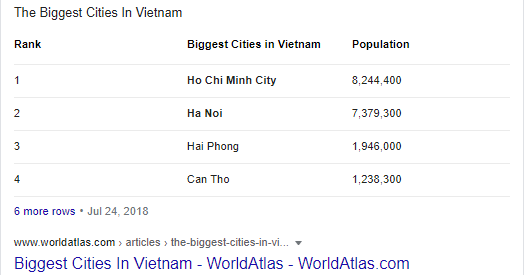 The Biggest Cities In Vietnam
Rank Biggest Cities in Vietnam Population
1 Ho Chi Minh City 8,244,400
2 Ha Noi 7,379,300
3 Hai Phong 1,946,000
4 Can Tho 1,238,300
6 more rows • Jul 24, 2018
www.worldatlas.com › articles › the-biggest-cities-in-vi...
Biggest Cities In Vietnam - WorldAtlas - WorldAtlas.com